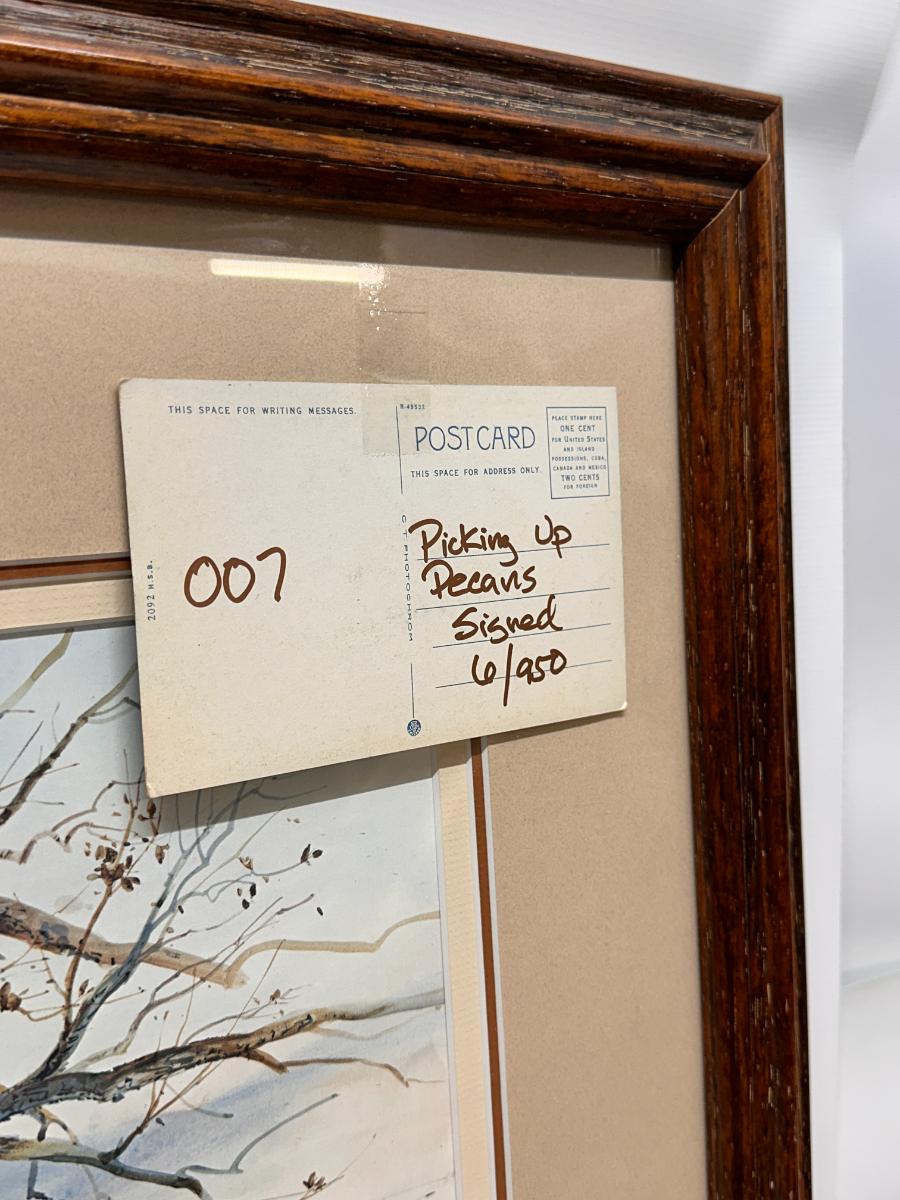 THIS SPACE FOR WRITING MESSAGES.
POST CARD
THIS SPACE FOR ADDRESS ONLY.
PLACE STAMP HERE
ONE CENT
FOR UNITED STATES
AND ISLAND
POSSESSIONS, CUBA,
CANADA AND MEXICO
TWO CENTS
FOR FOREIGN
2092 H.S.B.
007
C. T. PHOTOCHROM
Picking Up
Pecans
Signed
6/950